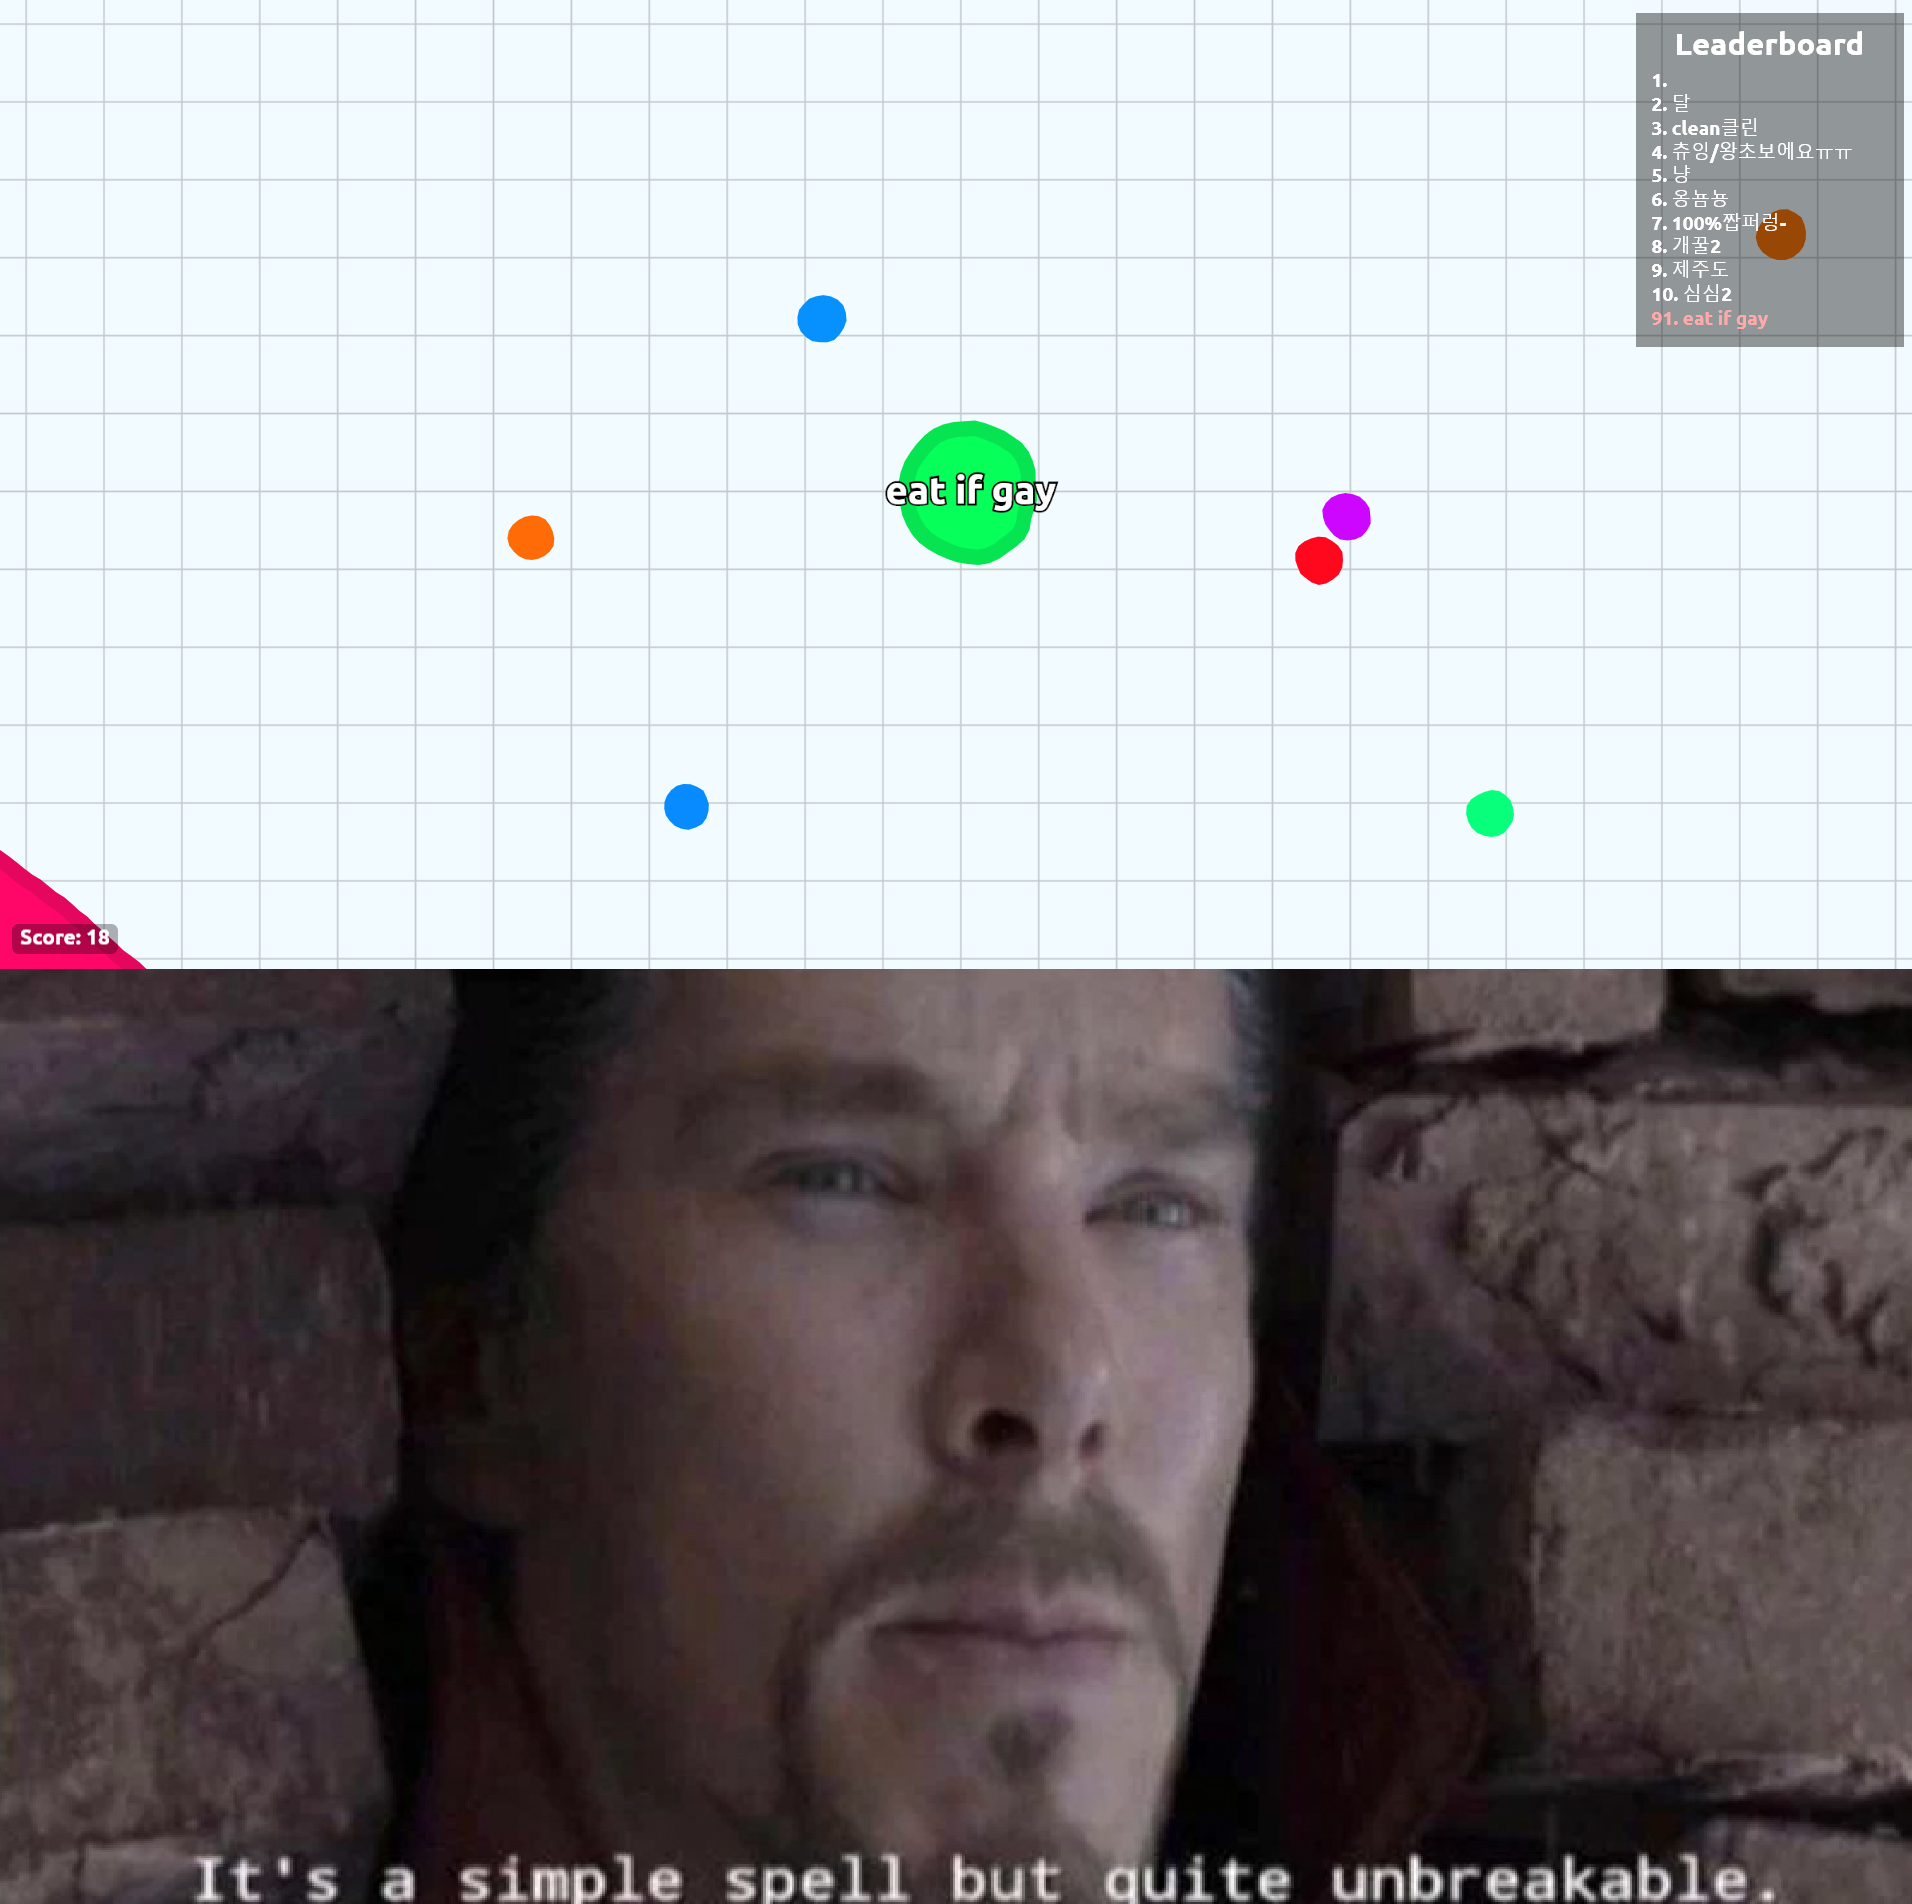 Leaderboard
1.
2. 달
3. clean클린
4. 츄잉/왕초보에요ㅠㅠ
5. 냥
6. 옹뇸뇽
7. 100%짭퍼렁-
8. 개꿀2
9. 제주도
10. 심심2
91. eat if gay
eat if gay
Score: 18
It's a simple spell but quite unbreakable.